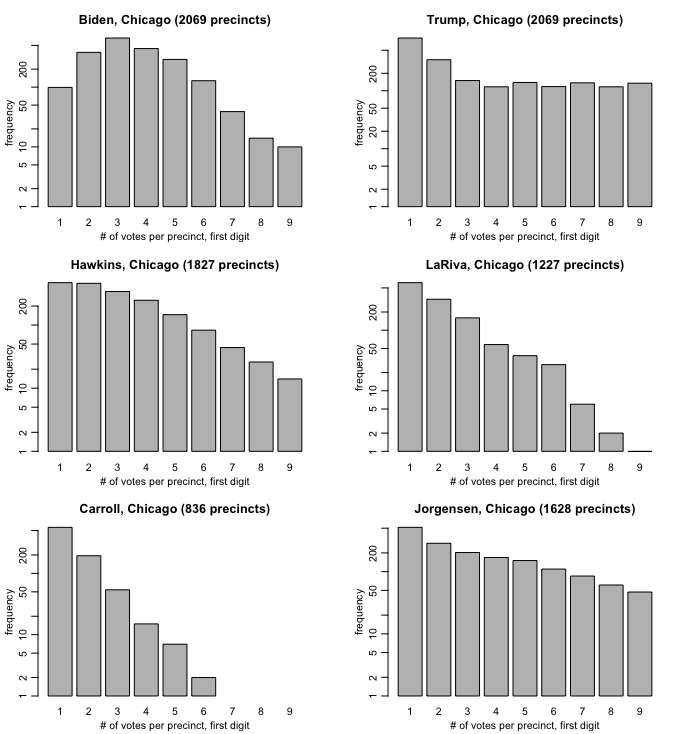 Biden, Chicago (2069 precincts)
frequency
200
50
10
5
2
1
1 2 3 4 5 6 7 8 9
# of votes per precinct, first digit
Trump, Chicago (2069 precincts)
frequency
200
50
20
5
2
1
1 2 3 4 5 6 7 8 9
# of votes per precinct, first digit
Hawkins, Chicago (1827 precincts)
frequency
200
50
10
5
2
1
1 2 3 4 5 6 7 8 9
# of votes per precinct, first digit
LaRiva, Chicago (1227 precincts)
frequency
200
50
10
5
2
1
1 2 3 4 5 6 7 8 9
# of votes per precinct, first digit
Carroll, Chicago (836 precincts)
frequency
200
50
10
5
2
1
1 2 3 4 5 6 7 8 9
# of votes per precinct, first digit
Jorgensen, Chicago (1628 precincts)
frequency
200
50
10
5
2
1
1 2 3 4 5 6 7 8 9
# of votes per precinct, first digit